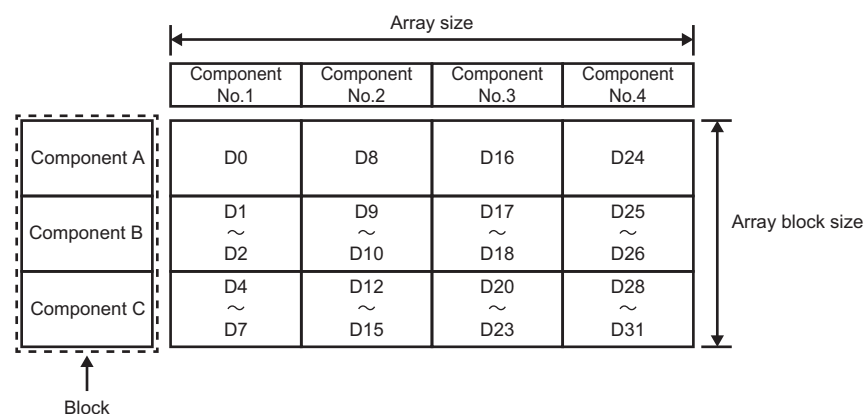 Array size
Component No.1
Component No.2
Component No.3
Component No.4
Component A
D0
D8
D16
D24
Component B
D1 ～ D2
D9 ～ D10
D17 ～ D18
D25 ～ D26
Component C
D4 ～ D7
D12 ～ D15
D20 ～ D23
D28 ～ D31
Array block size
Block